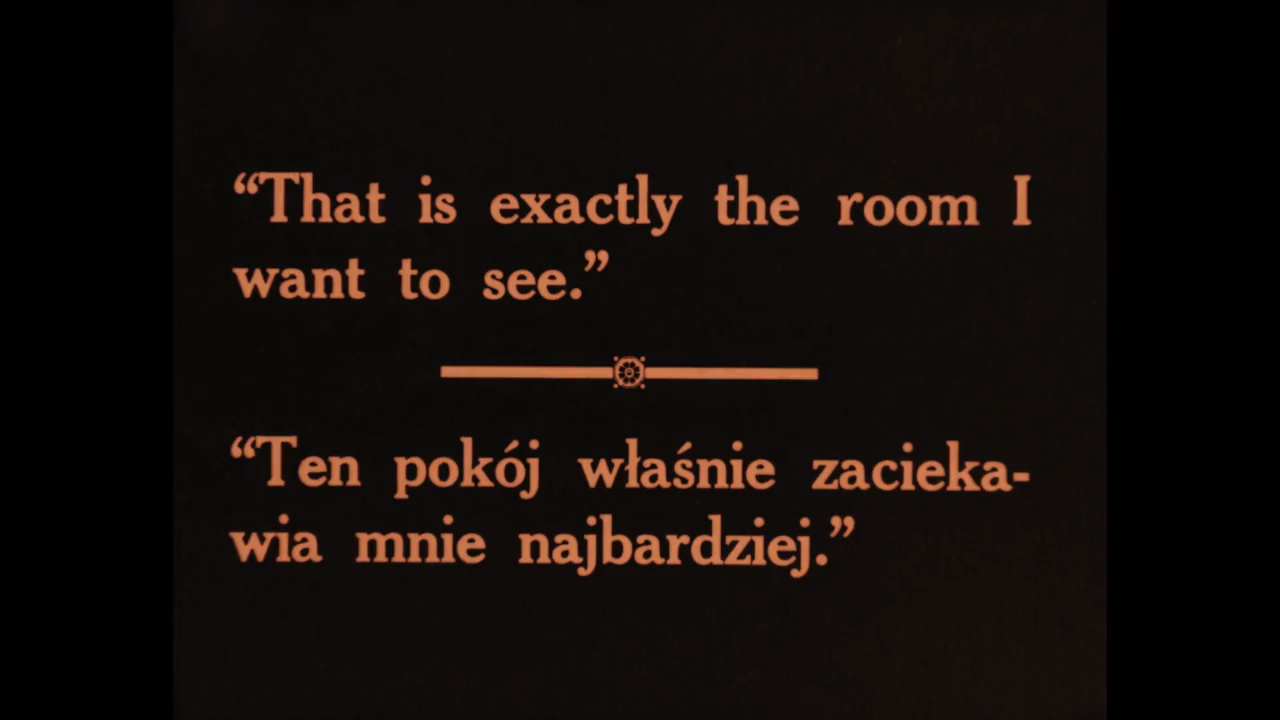 “That is exactly the room I
want to see.”
“Ten pokój właśnie zacieka-
wia mnie najbardziej.”